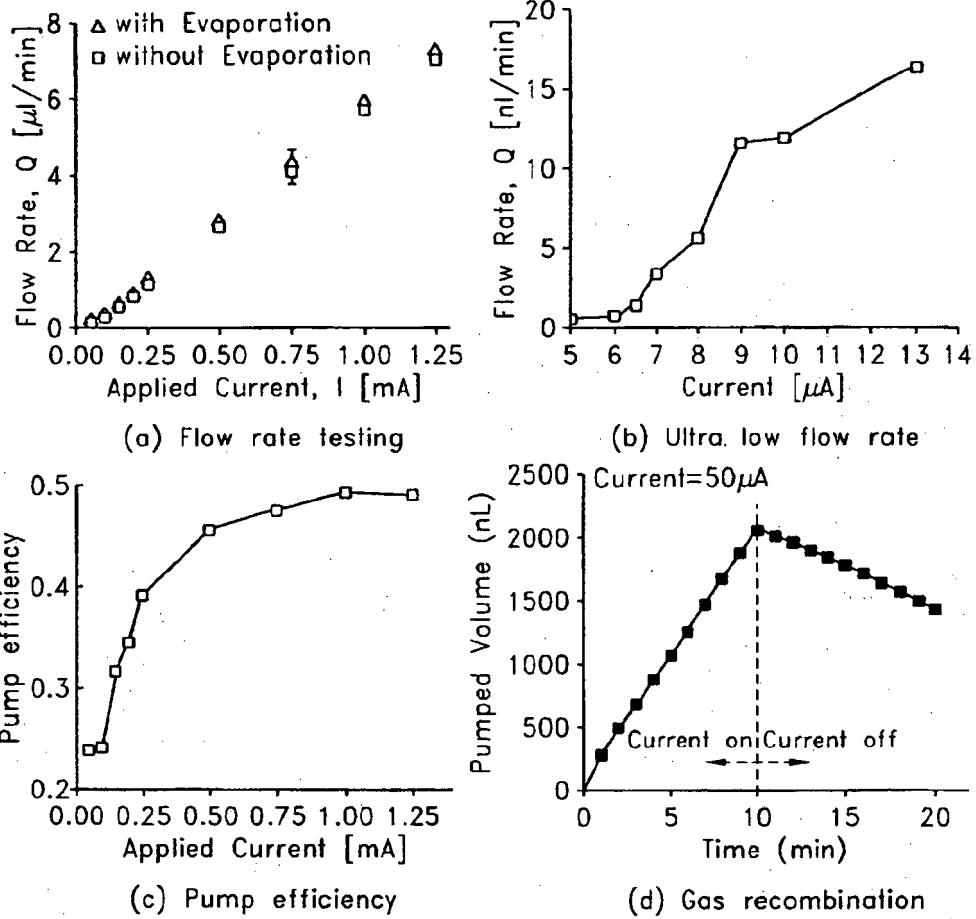 8
6
4
2
0
Flow Rate, Q [μl/min]
△ with Evaporation
□ without Evaporation
0.00 0.25 0.50 0.75 1.00 1.25
Applied Current, I [mA]
(a) Flow rate testing
20
15
10
5
0
Flow Rate, Q [nl/min]
5 6 7 8 9 10 11 12 13 14
Current [μA]
(b) Ultra. low flow rate
0.5
0.4
0.3
0.2
Pump efficiency
0.00 0.25 0.50 0.75 1.00 1.25
Applied Current [mA]
(c) Pump efficiency
2500
2000
1500
1000
500
0
Pumped Volume (nL)
Current=50μA
Current on Current off
0 5 10 15 20
Time (min)
(d) Gas recombination